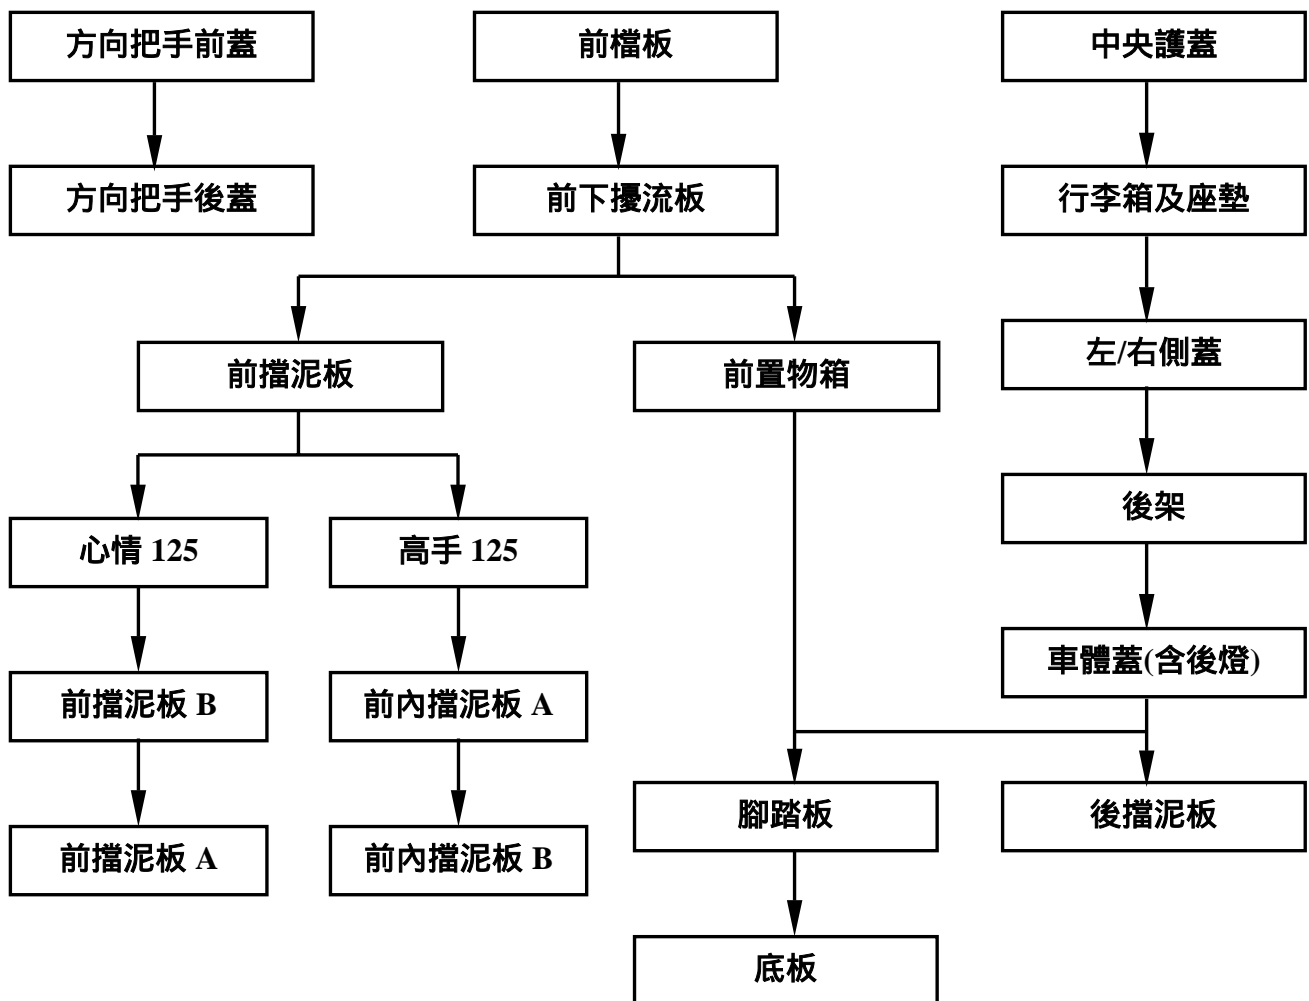 方向把手前蓋
前檔板
中央護蓋
方向把手後蓋
前下擾流板
行李箱及座墊
左/右側蓋
前擋泥板
前置物箱
後架
心情 125
高手 125
車體蓋(含後燈)
前擋泥板 B
前內擋泥板 A
腳踏板
後擋泥板
前擋泥板 A
前內擋泥板 B
底板